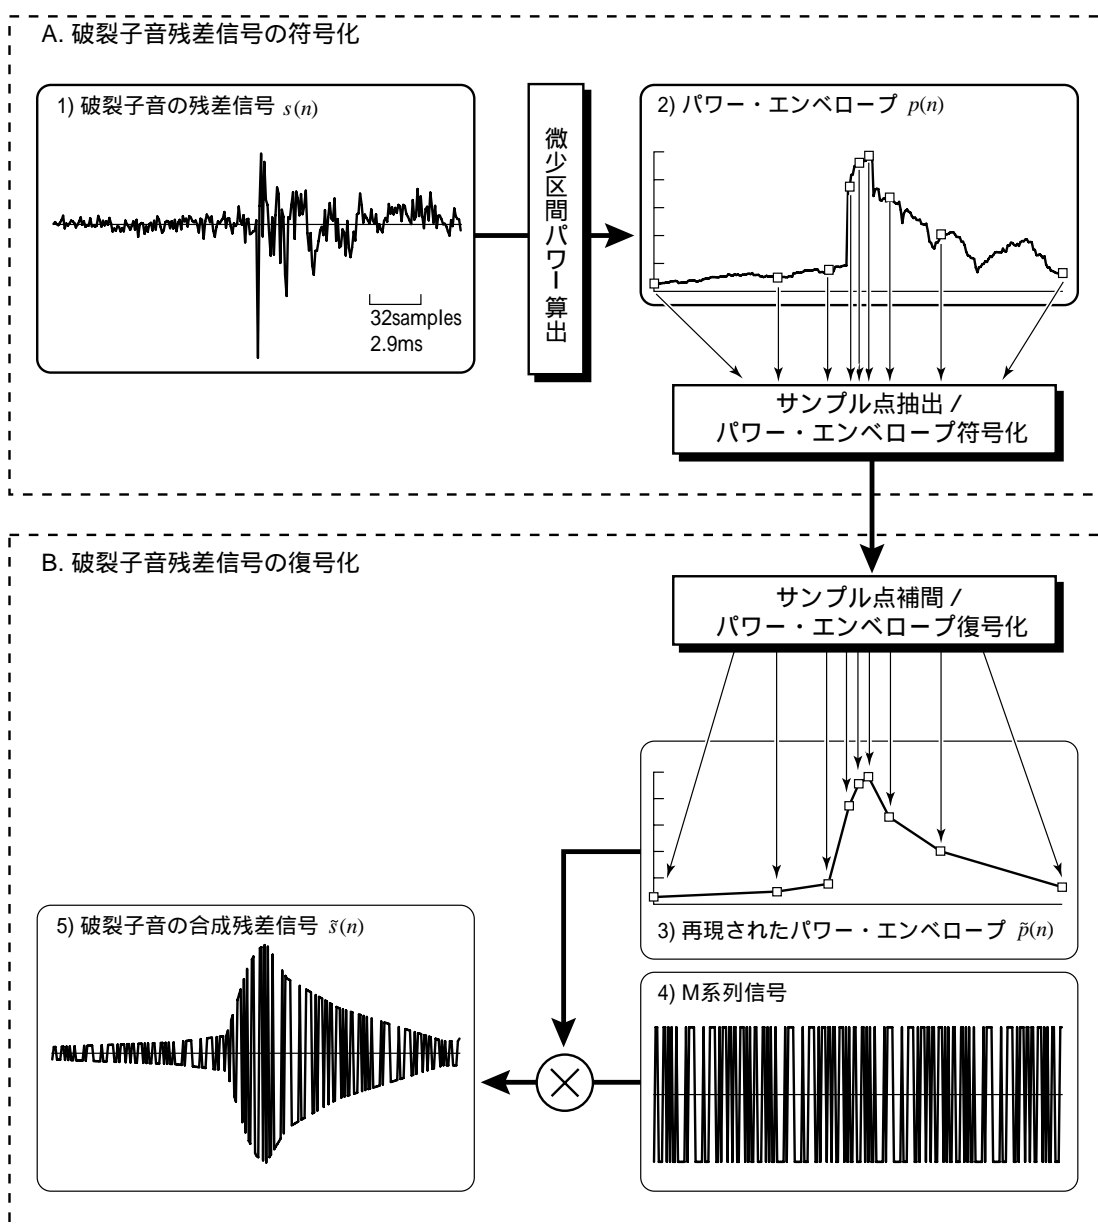 A. 破裂子音残差信号の符号化
1) 破裂子音の残差信号 s(n)
32samples
2.9ms
微少区間パワー算出
2) パワー・エンベロープ p(n)
サンプル点抽出 /
パワー・エンベロープ符号化
B. 破裂子音残差信号の復号化
サンプル点補間 /
パワー・エンベロープ復号化
3) 再現されたパワー・エンベロープ p̃(n)
4) M系列信号
5) 破裂子音の合成残差信号 s̃(n)